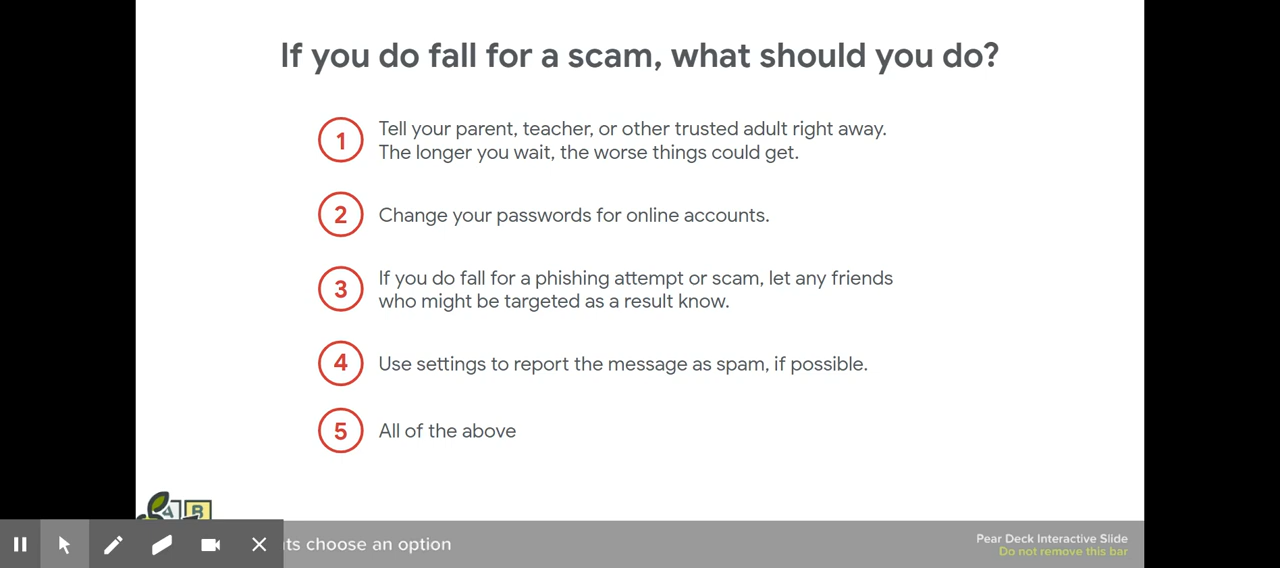 If you do fall for a scam, what should you do?
1
Tell your parent, teacher, or other trusted adult right away.
The longer you wait, the worse things could get.
2
Change your passwords for online accounts.
3
If you do fall for a phishing attempt or scam, let any friends
who might be targeted as a result know.
4
Use settings to report the message as spam, if possible.
5
All of the above
A B
choose an option
Pear Deck Interactive Slide
Do not remove this bar